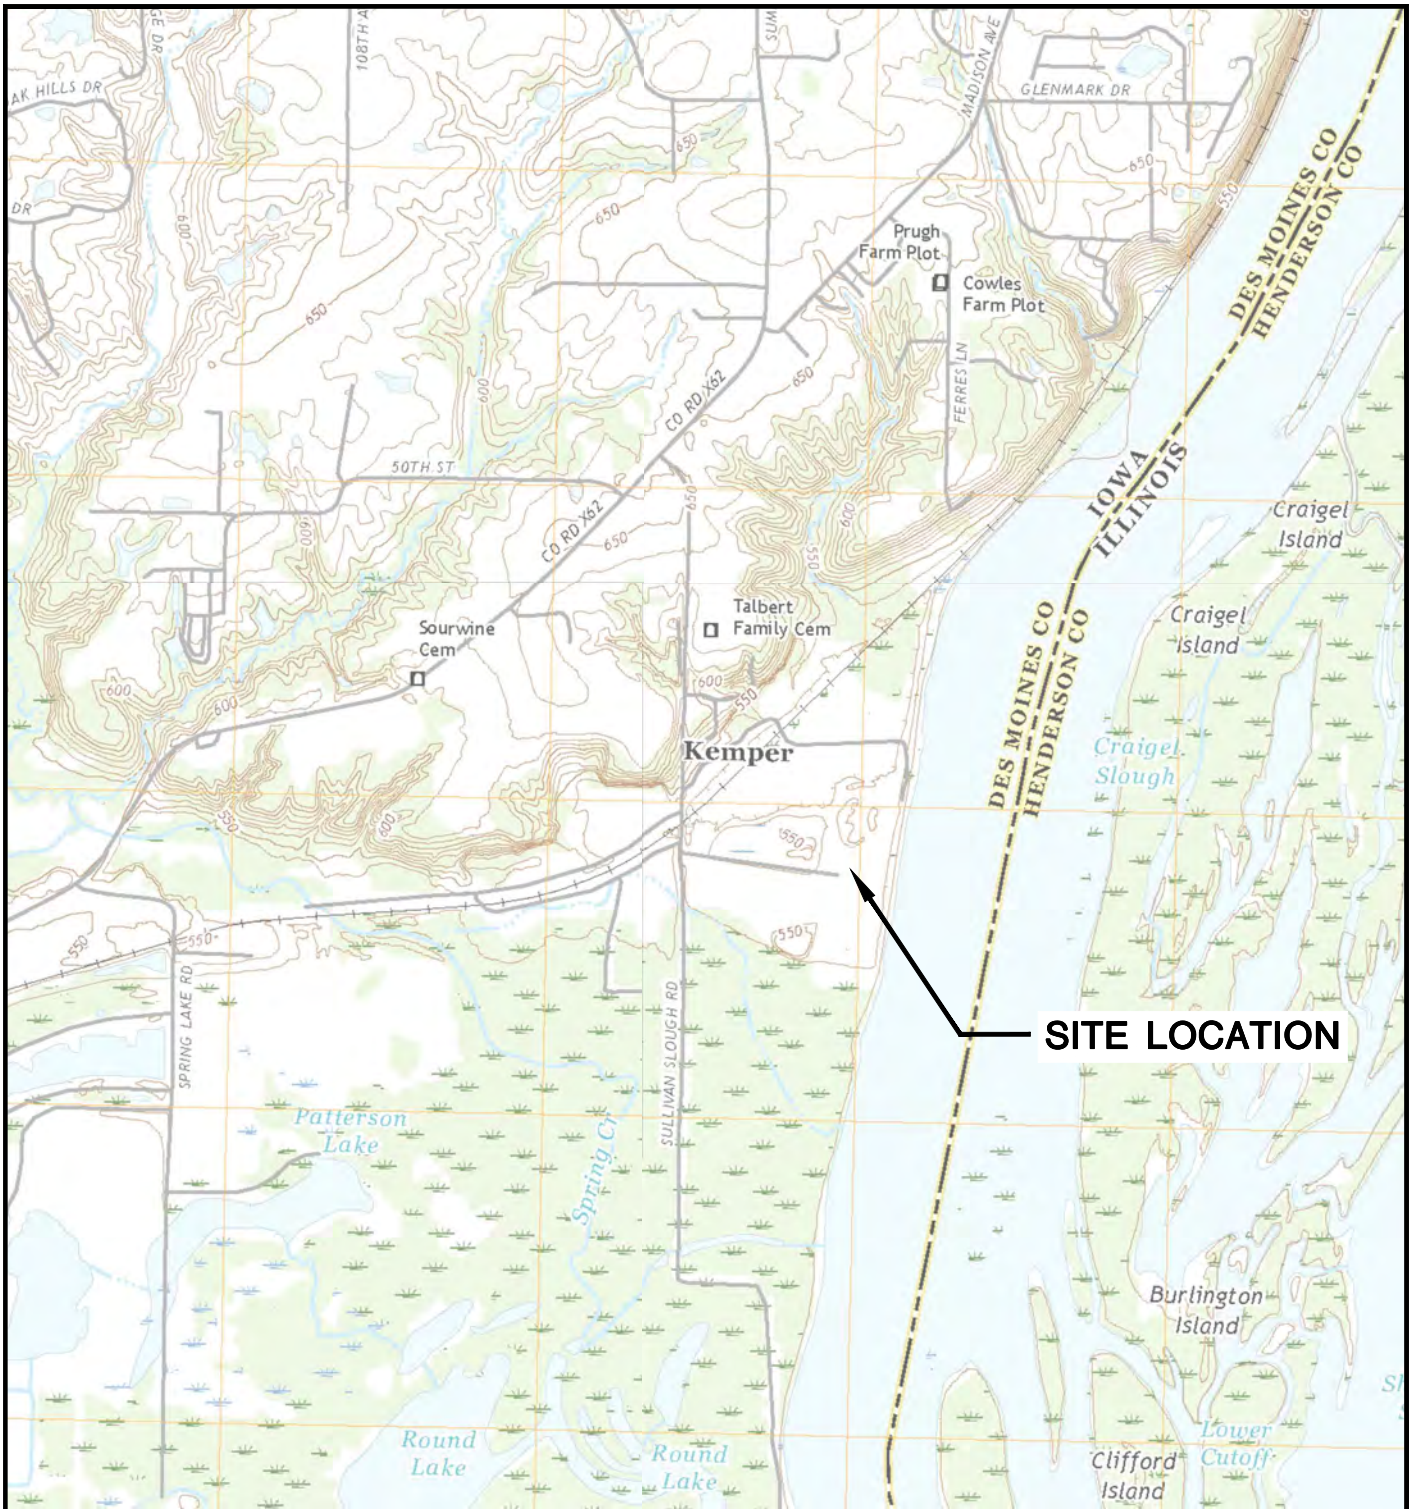 GE DR
108TH A
SUM
MADISON AVE
AK HILLS DR
GLENMARK DR
DR
650
650
550
600
650
DES MOINES CO
HENDERSON CO
Prugh
Farm Plot
Cowles
Farm Plot
650
600
650
CO RD X62
FERRES LN
50TH ST
650
IOWA
ILLINOIS
CO RD X62
600
650
600
550
Craigel
Island
Talbert
Family Cem
Craigel
Island
Sourwine
Cem
DES MOINES CO
HENDERSON CO
600
600
600
550
Kemper
Craigel
Slough
550
600
550
550
550
550
SPRING LAKE RD
SULLIVAN SLOUGH RD
SITE LOCATION
Patterson
Lake
Spring Cr
Burlington
Island
Round
Lake
Round
Lake
Lower
Cutoff
Clifford
Island